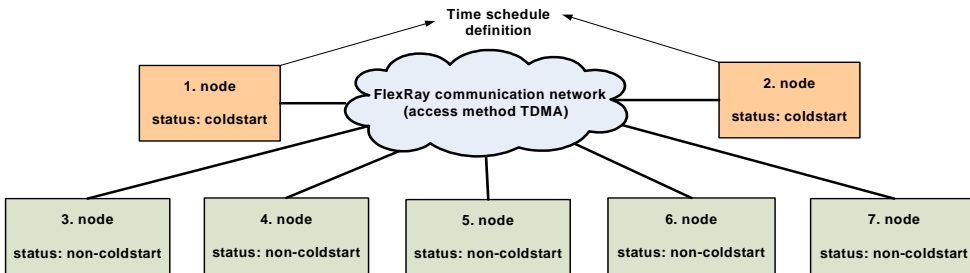 Time schedule
definition
1. node
status: coldstart
FlexRay communication network
(access method TDMA)
2. node
status: coldstart
3. node
status: non-coldstart
4. node
status: non-coldstart
5. node
status: non-coldstart
6. node
status: non-coldstart
7. node
status: non-coldstart